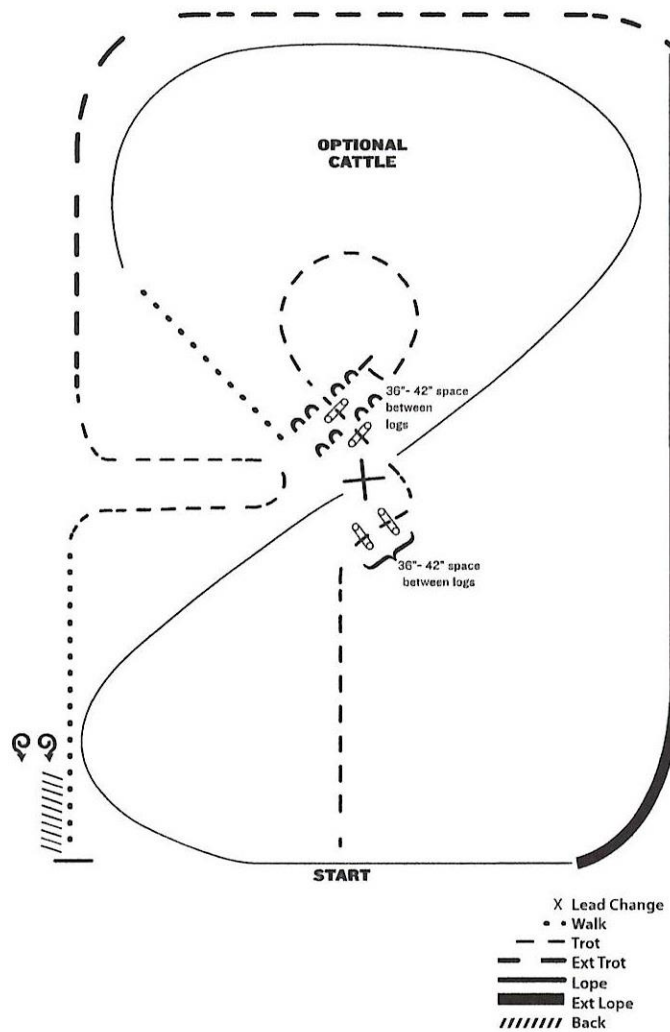 OPTIONAL
CATTLE
36"- 42" space
between
logs
36"- 42" space
between logs
START
X Lead Change
Walk
Trot
Ext Trot
Lope
Ext Lope
Back